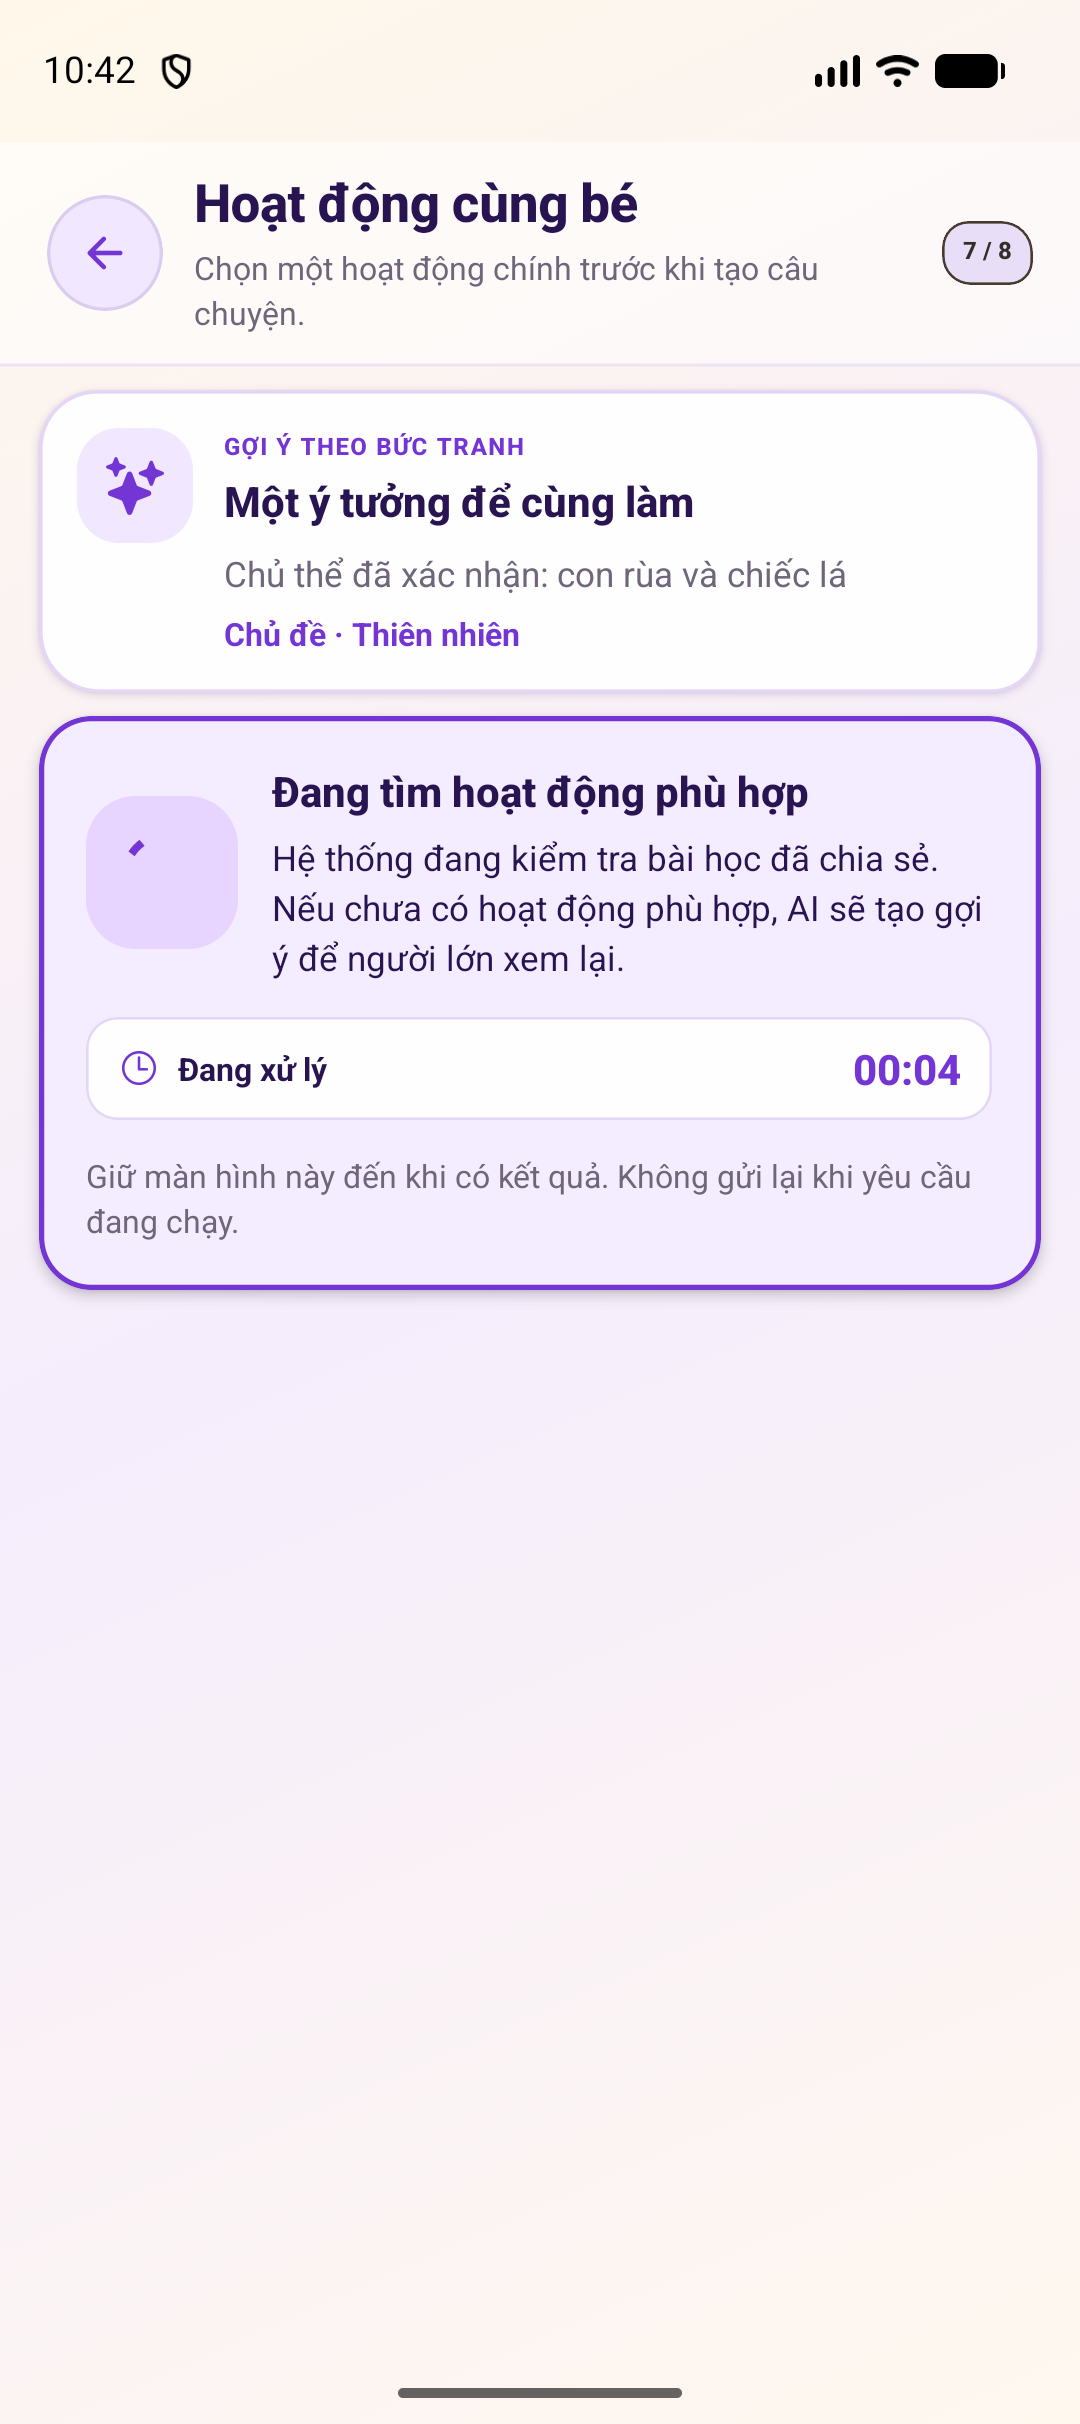 10:42
Hoạt động cùng bé
Chọn một hoạt động chính trước khi tạo câu
chuyện.
7 / 8
GỢI Ý THEO BỨC TRANH
Một ý tưởng để cùng làm
Chủ thể đã xác nhận: con rùa và chiếc lá
Chủ đề · Thiên nhiên
Đang tìm hoạt động phù hợp
Hệ thống đang kiểm tra bài học đã chia sẻ.
Nếu chưa có hoạt động phù hợp, AI sẽ tạo gợi
ý để người lớn xem lại.
Đang xử lý
00:04
Giữ màn hình này đến khi có kết quả. Không gửi lại khi yêu cầu
đang chạy.